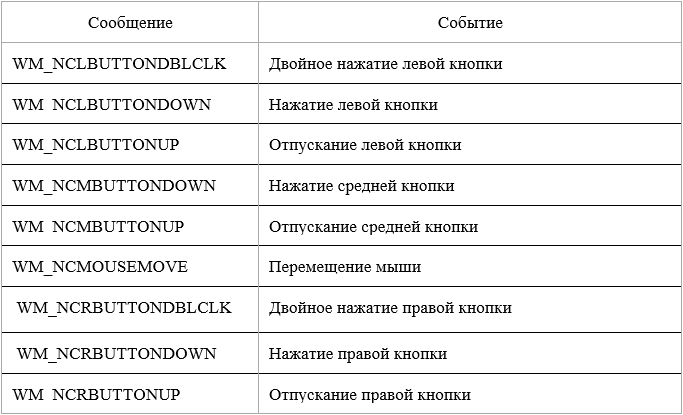 Сообщение Событие
WM_NCLBUTTONDBLCLK Двойное нажатие левой кнопки
WM_NCLBUTTONDOWN Нажатие левой кнопки
WM_NCLBUTTONUP Отпускание левой кнопки
WM_NCMBUTTONDOWN Нажатие средней кнопки
WM_NCMBUTTONUP Отпускание средней кнопки
WM_NCMOUSEMOVE Перемещение мыши
WM_NCRBUTTONDBLCLK Двойное нажатие правой кнопки
WM_NCRBUTTONDOWN Нажатие правой кнопки
WM_NCRBUTTONUP Отпускание правой кнопки